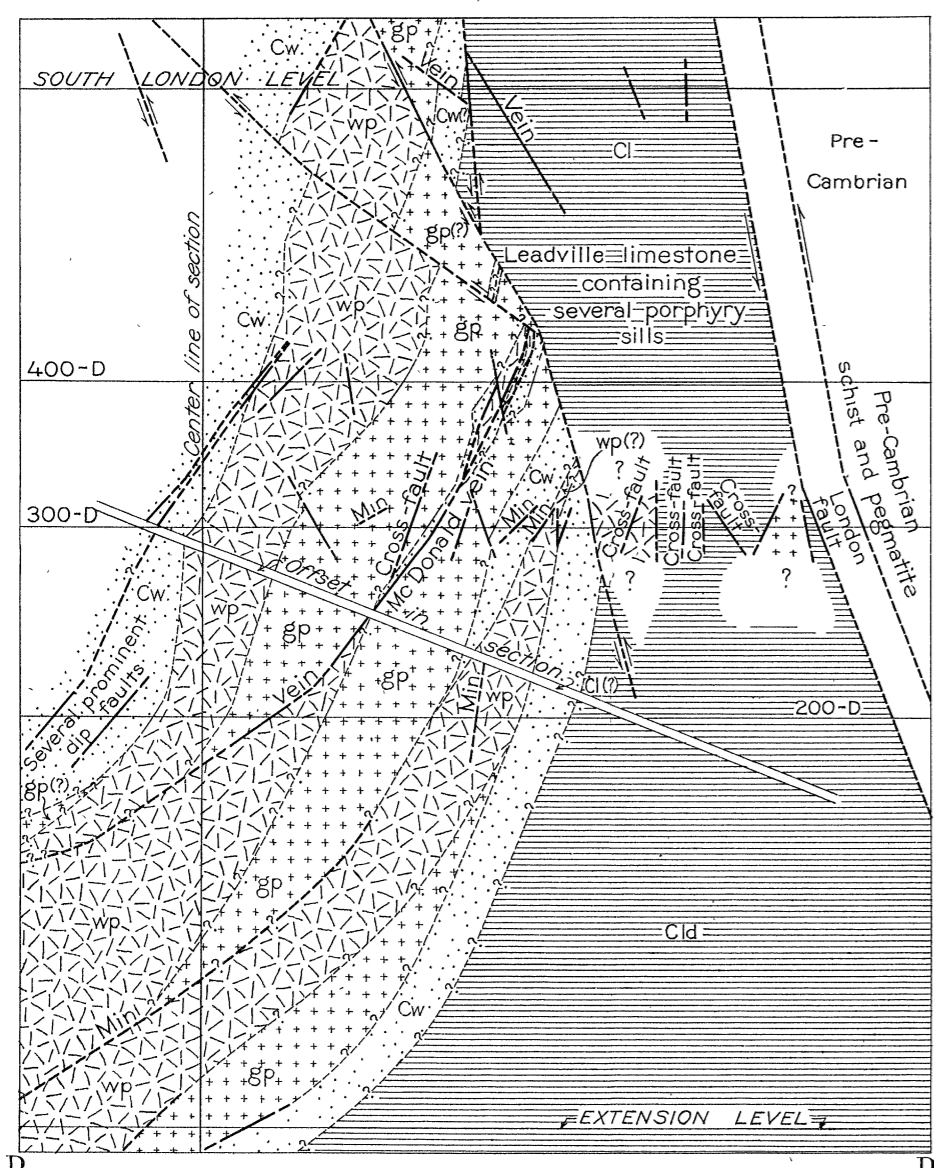 Cw
gp
SOUTH LONDON LEVEL
Vein
Vein
wp
Cw(?)
Cl
Pre-
Cambrian
gp(?)
Center line of section
Leadville limestone
containing
several porphyry
sills
wp
Cw
gp
400-D
Pre-Cambrian
schist and pegmatite
wp(?)
?
Cw
Min
Cross fault
Vein
Min
Min
Cross fault
Cross fault
Cross fault
Cross
fault
?
London
fault
300-D
offset
Mc Donald
in
?
?
Cw
wp
gp
section
Several prominent
dip faults
Vein
gp
Min
wp
Cl(?)
200-D
gp(?)
gp
wp
Cld
Min
Cw
wp
gp
EXTENSION LEVEL
D
D